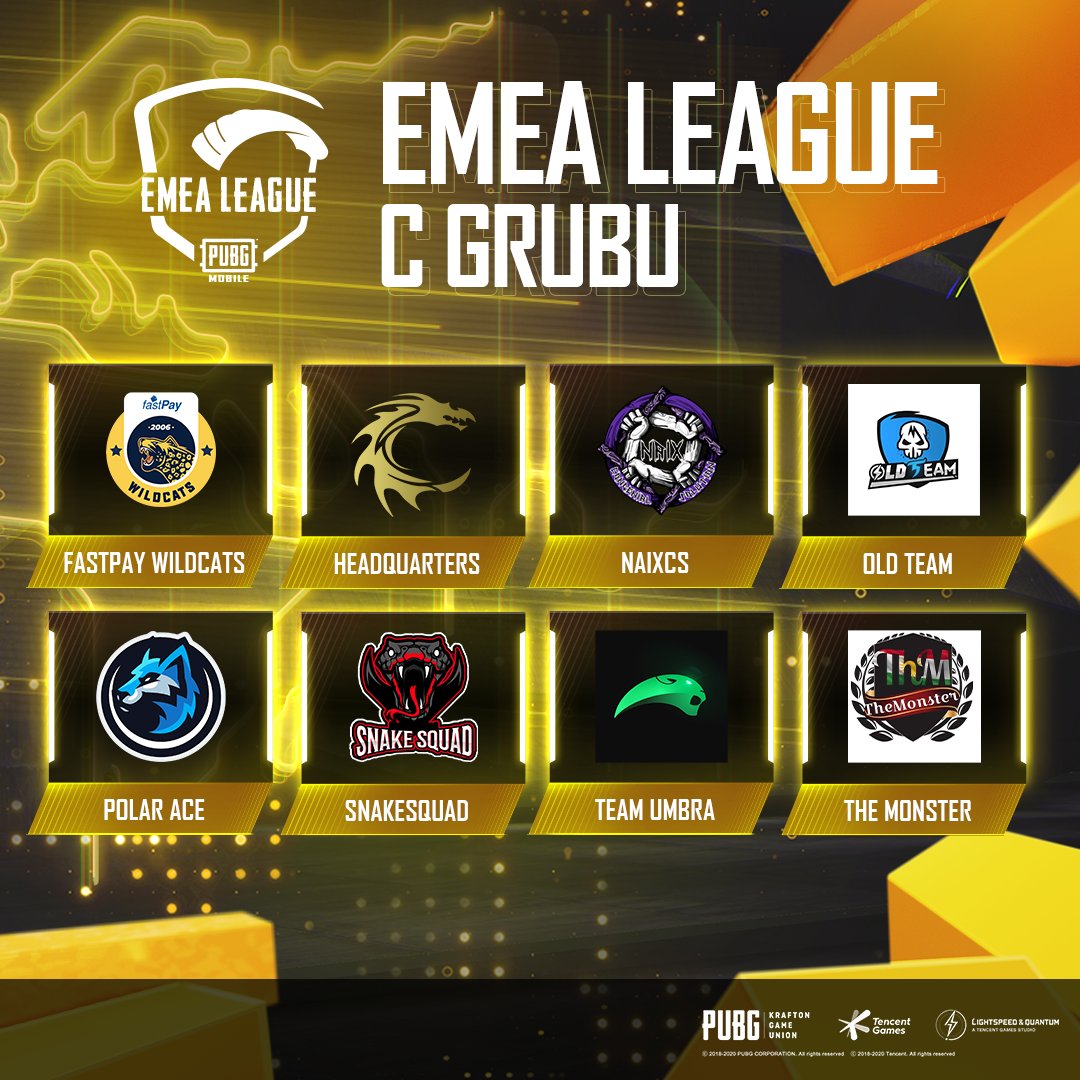 EMEA LEAGUE
C GRUBU
EMEA LEAGUE
PUBG
MOBILE
fastPay
·2006·
WILDCATS
FASTPAY WILDCATS
HEADQUARTERS
NAIX
NAIXCS
OLD TEAM
OLD TEAM
POLAR ACE
SNAKE SQUAD
SNAKESQUAD
TEAM UMBRA
ThM
TheMonster
THE MONSTER
PUBG
KRAFTON
GAME
UNION
Tencent
Games
LIGHTSPEED & QUANTUM
A TENCENT GAMES STUDIO
© 2018-2020 PUBG CORPORATION. All rights reserved © 2018-2020 Tencent. All rights reserved